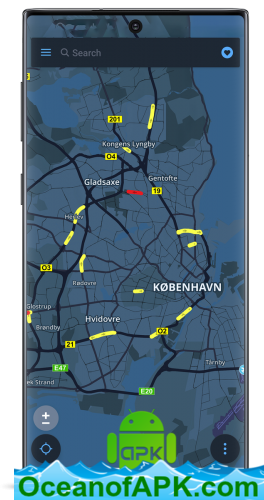 Search
201
Kongens Lyngby
O4
Gentofte
Gladsaxe
19
Herlev
O3
Rødovre
KØBENHAVN
Glostrup
Hvidovre
Brøndby
O2
21
Tårnby
E47
ek Strand
E20
APK
OceanofAPK.com